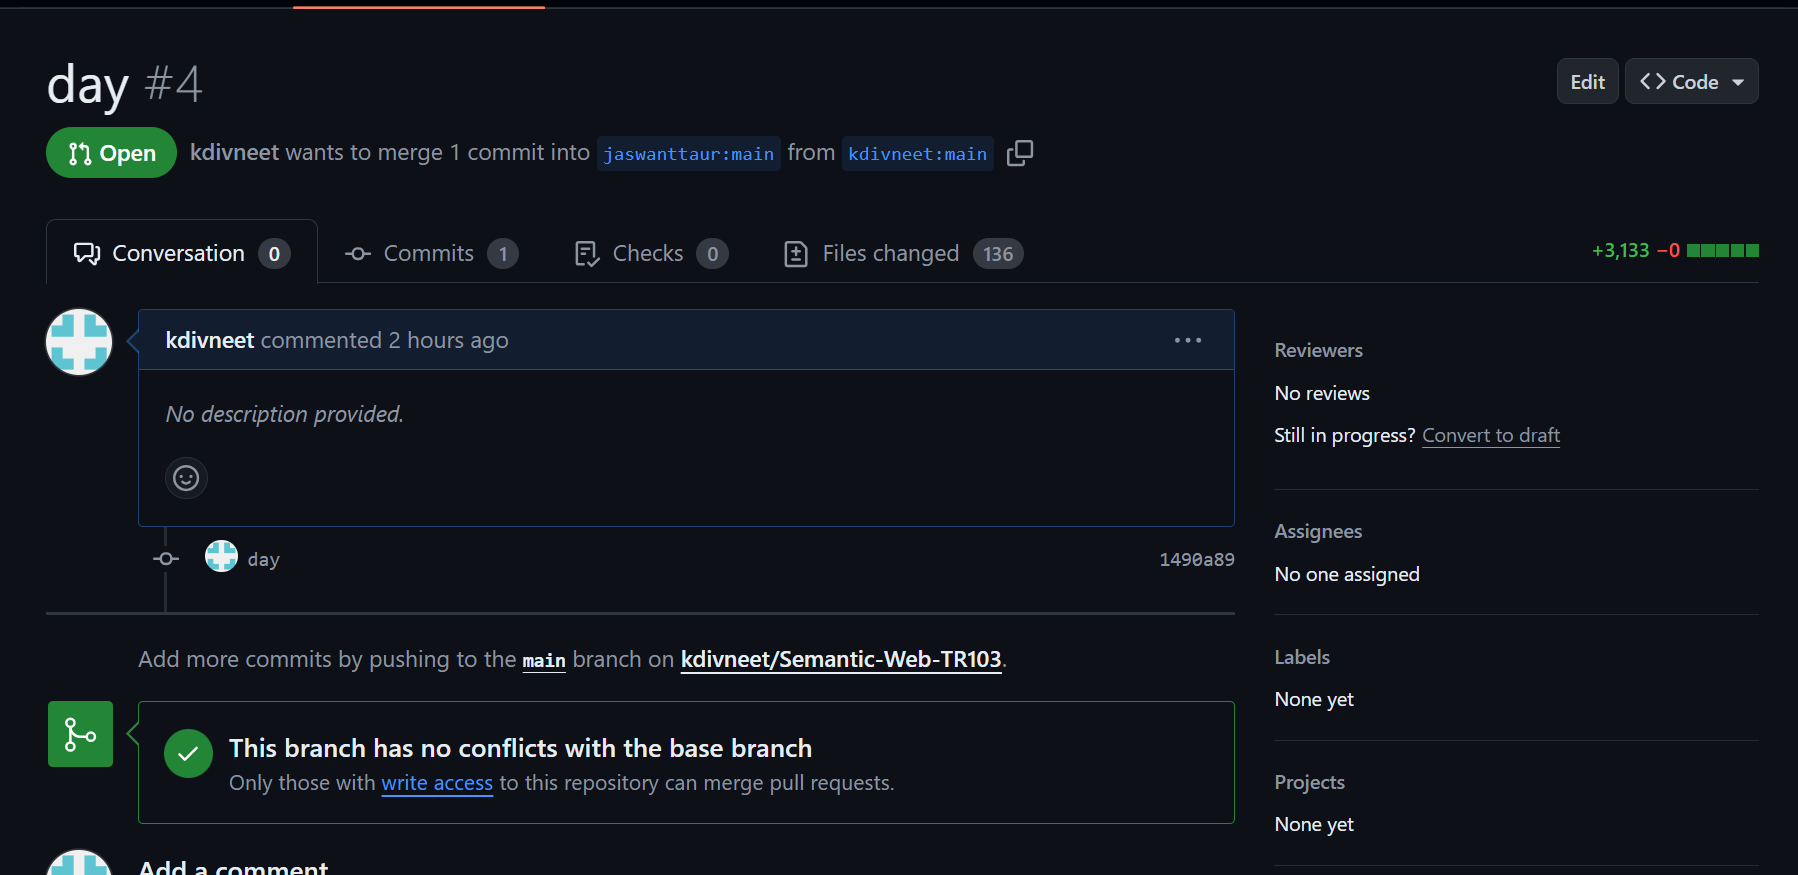 day #4
Edit
Code
Open
kdivneet wants to merge 1 commit into jaswanttaur:main from kdivneet:main
Conversation 0
Commits 1
Checks 0
Files changed 136
+3,133 −0
kdivneet commented 2 hours ago
No description provided.
day
1490a89
Add more commits by pushing to the main branch on kdivneet/Semantic-Web-TR103.
This branch has no conflicts with the base branch
Only those with write access to this repository can merge pull requests.
Add a comment
Reviewers
No reviews
Still in progress? Convert to draft
Assignees
No one assigned
Labels
None yet
Projects
None yet